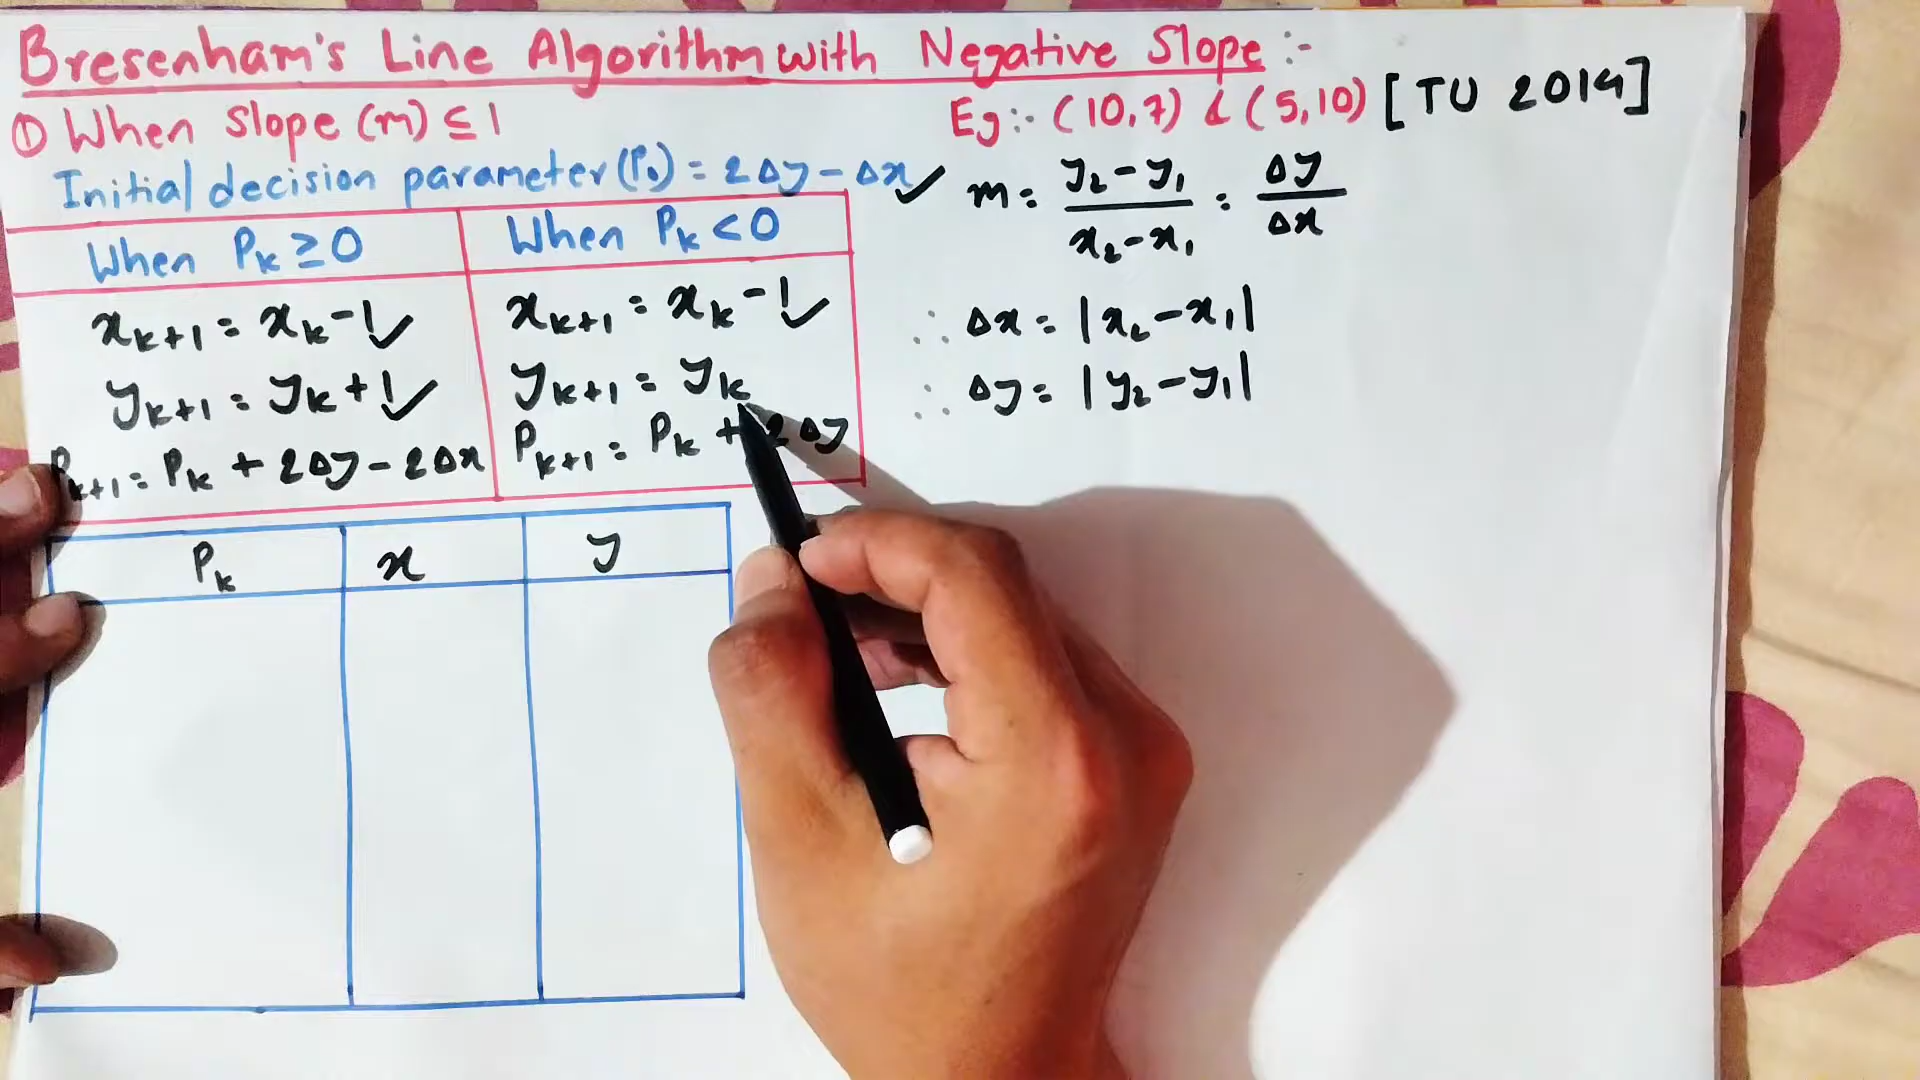 Bresenham's Line Algorithm with Negative Slope :-
① When Slope (m) ≤ 1
Initial decision parameter (P₀) = 2Δy - Δx ✓
When Pk ≥ 0
xk+1 = xk - 1 ✓
yk+1 = yk + 1 ✓
Pk+1 = Pk + 2Δy - 2Δx
When Pk < 0
xk+1 = xk - 1 ✓
yk+1 = yk
Pk+1 = Pk + 2Δy
Pk x y
Eg :- (10,7) & (5,10) [TU 2014]
m = y₂ - y₁ / x₂ - x₁ = Δy / Δx
∴ Δx = |x₂ - x₁|
∴ Δy = |y₂ - y₁|